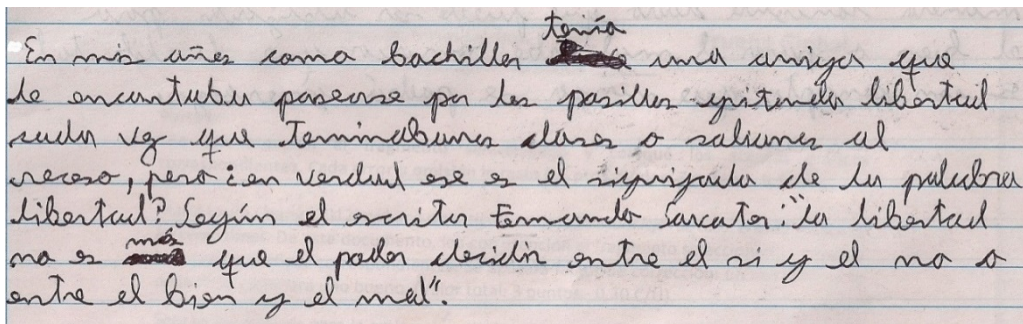 En mis años como bachiller tenía una amiga que
le encantaba pasearse por los pasillos gritando libertad
cada vez que terminabamos clases o saliamos al
receso, pero ¿en verdad ese es el significado de la palabra
libertad? Según el escritor Fernando Savater: "la libertad
no es más que el poder decidir entre el si y el no o
entre el bien y el mal".